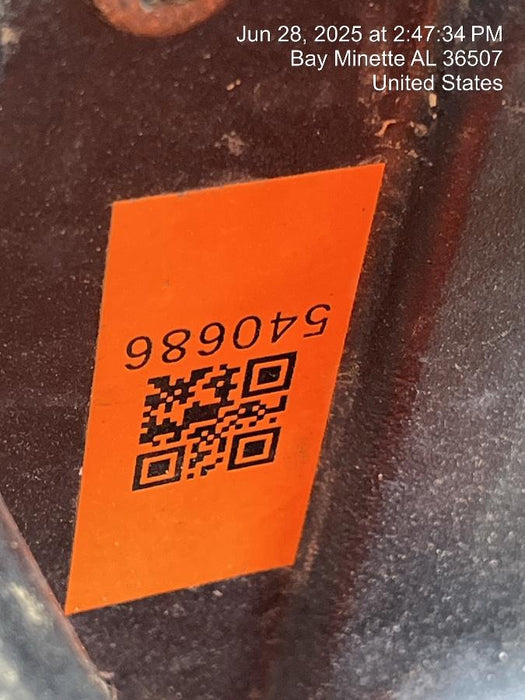 Jun 28, 2025 at 2:47:34 PM
Bay Minette AL 36507
United States
540686